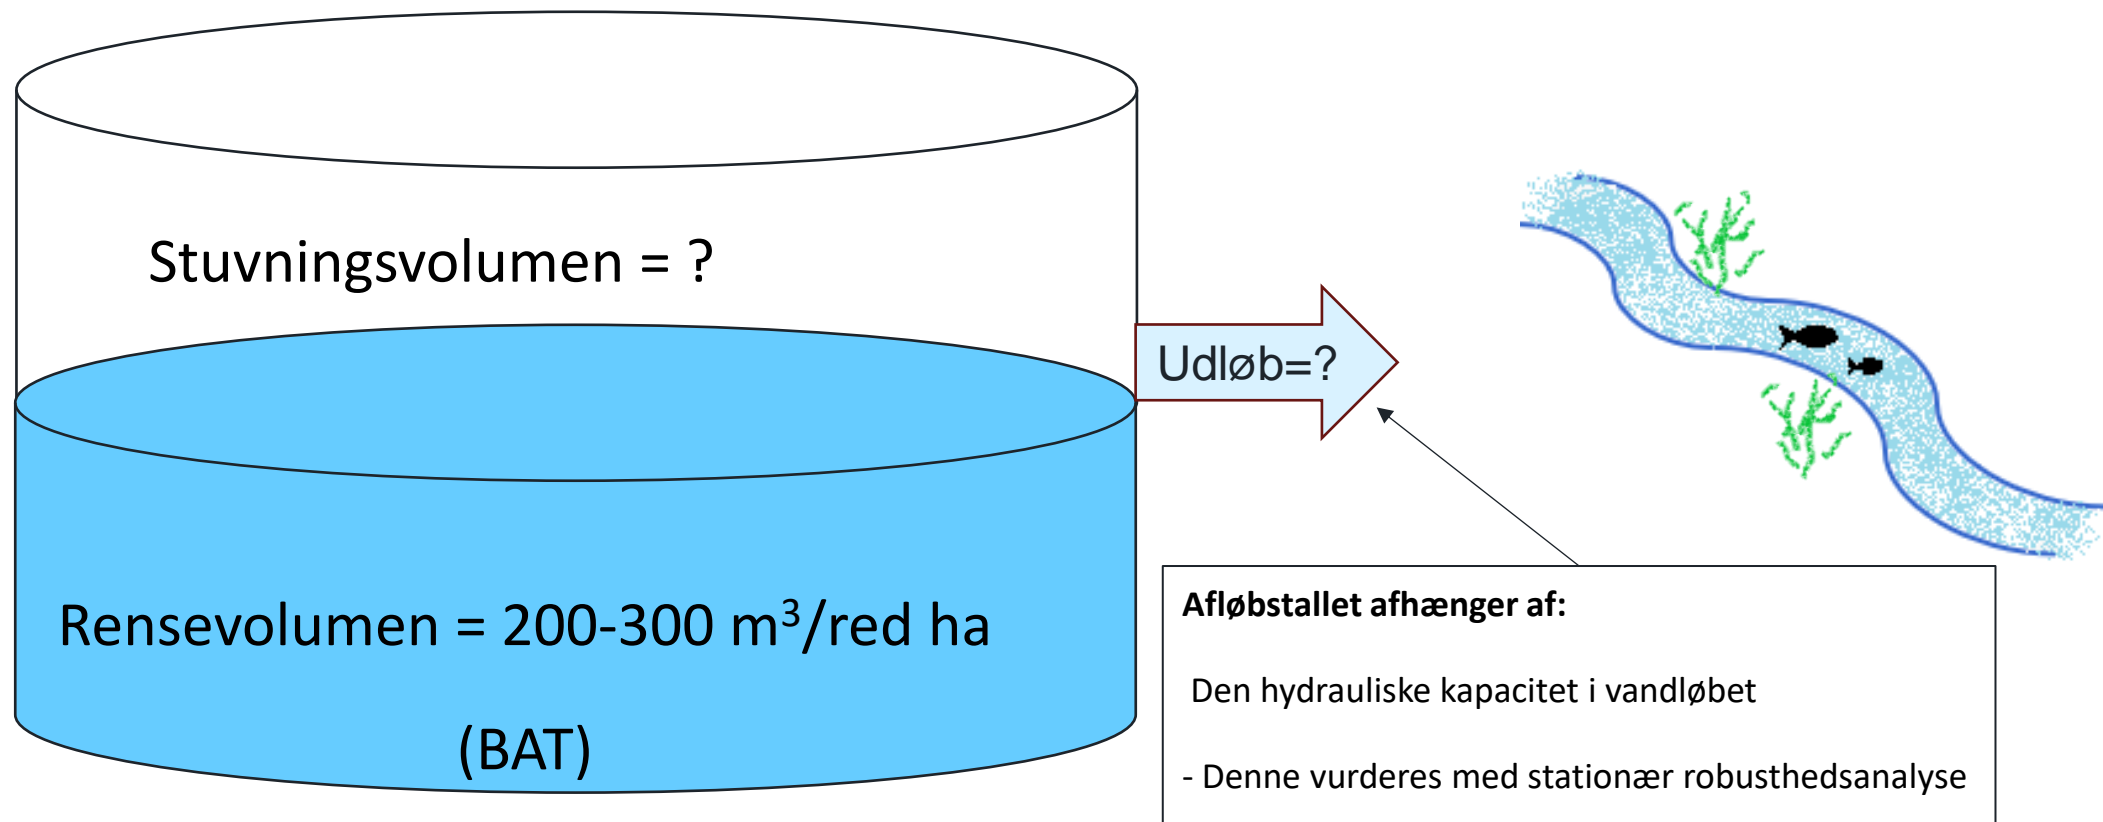 Stuvningsvolumen = ?
Udløb=?
Rensevolumen = 200-300 m³/red ha
(BAT)
Afløbstallet afhænger af:
Den hydrauliske kapacitet i vandløbet
- Denne vurderes med stationær robusthedsanalyse